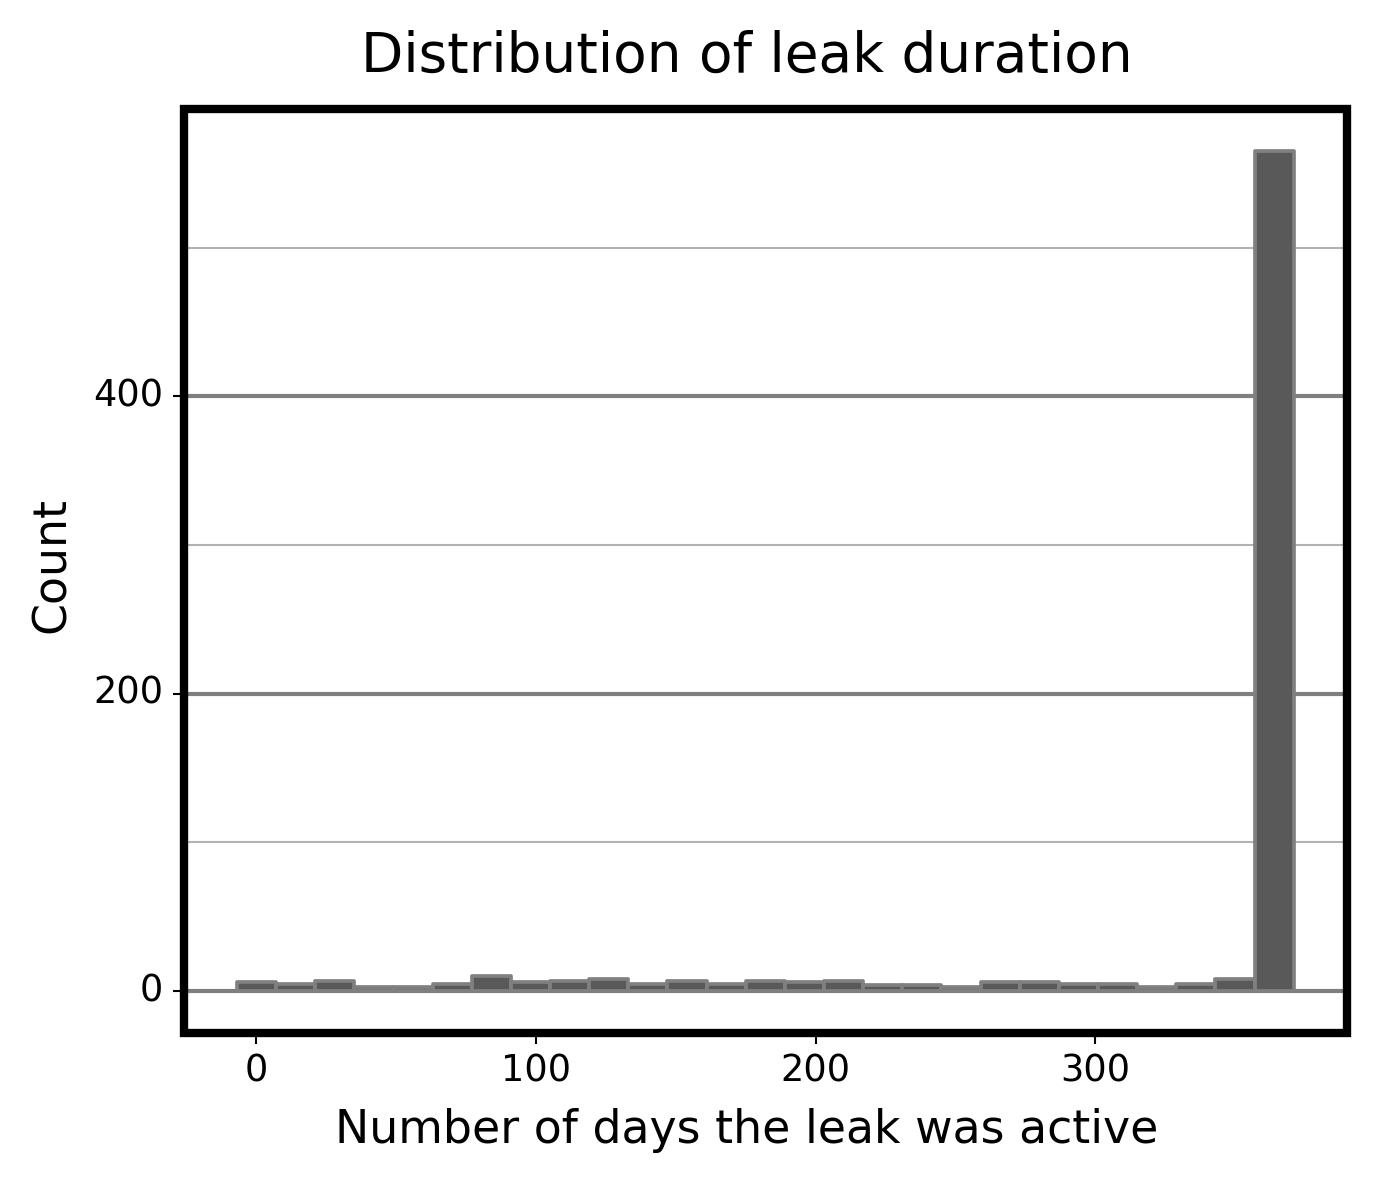 Distribution of leak duration
400
200
0
Count
0 100 200 300
Number of days the leak was active